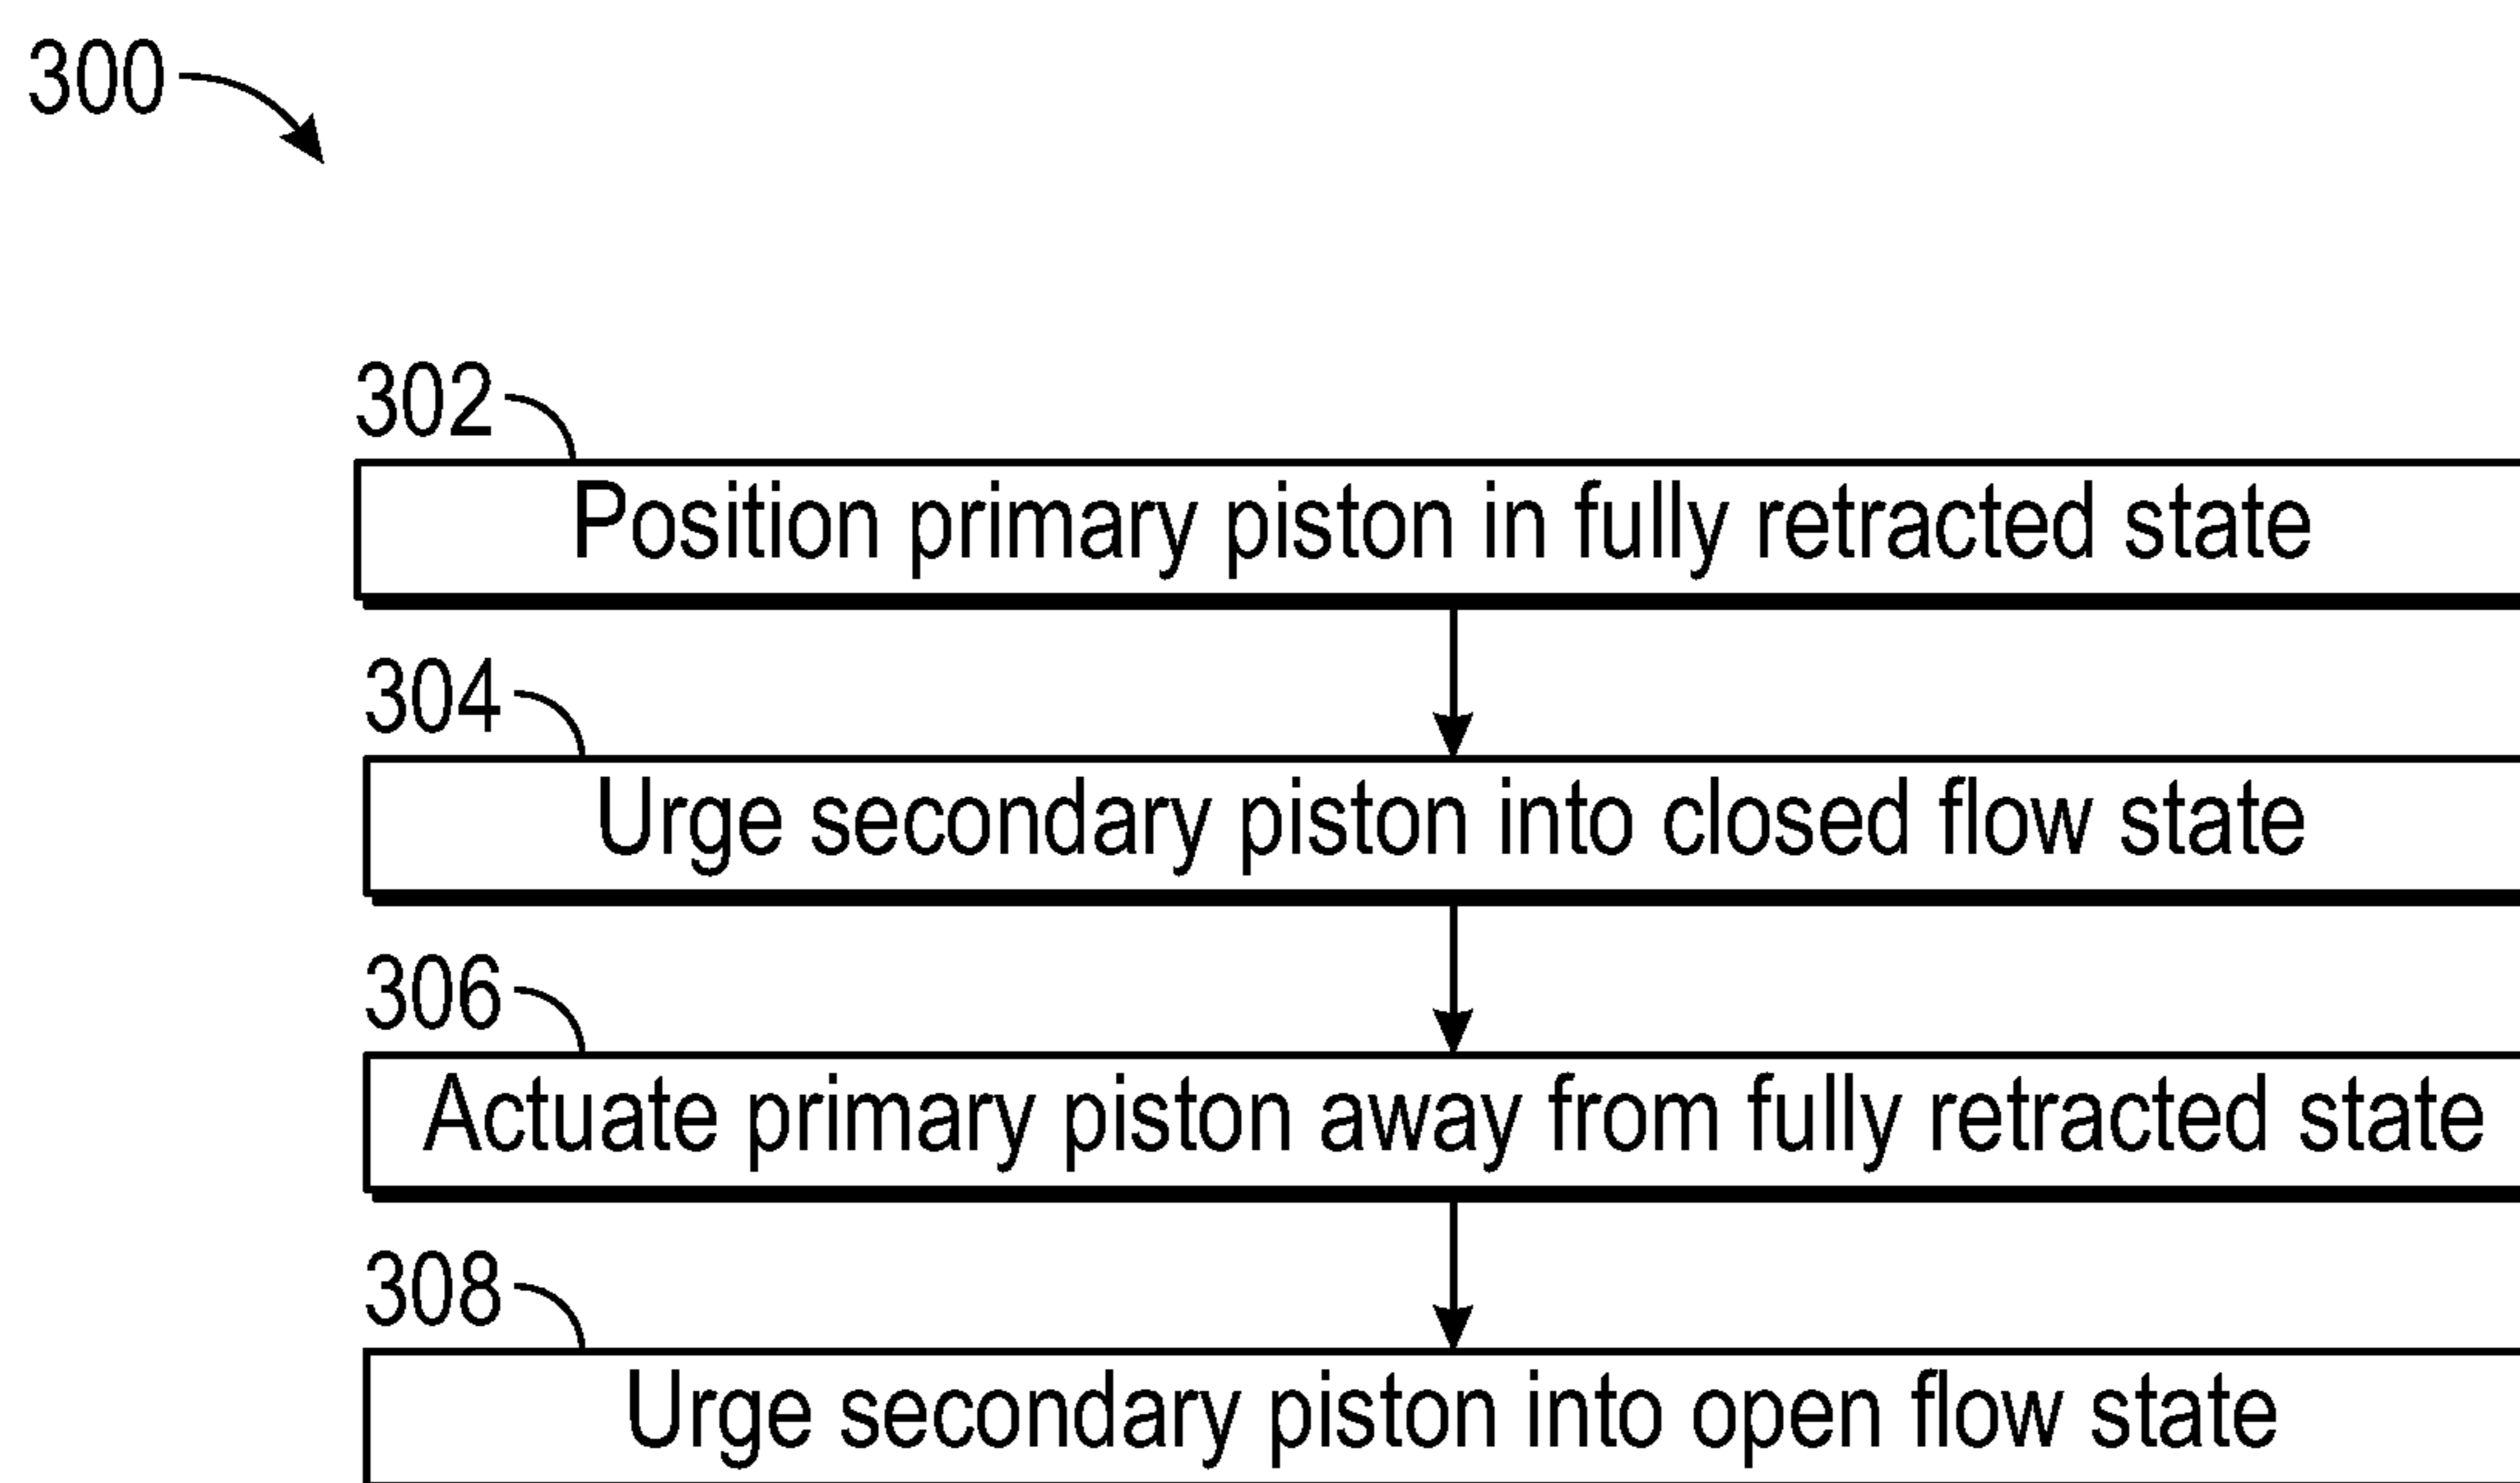 300
302
Position primary piston in fully retracted state
304
Urge secondary piston into closed flow state
306
Actuate primary piston away from fully retracted state
308
Urge secondary piston into open flow state